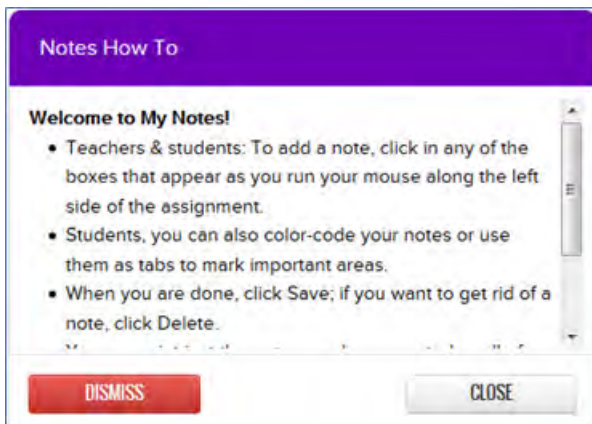 Notes How To
Welcome to My Notes!
• Teachers & students: To add a note, click in any of the
boxes that appear as you run your mouse along the left
side of the assignment.
• Students, you can also color-code your notes or use
them as tabs to mark important areas.
• When you are done, click Save; if you want to get rid of a
note, click Delete.
DISMISS
CLOSE